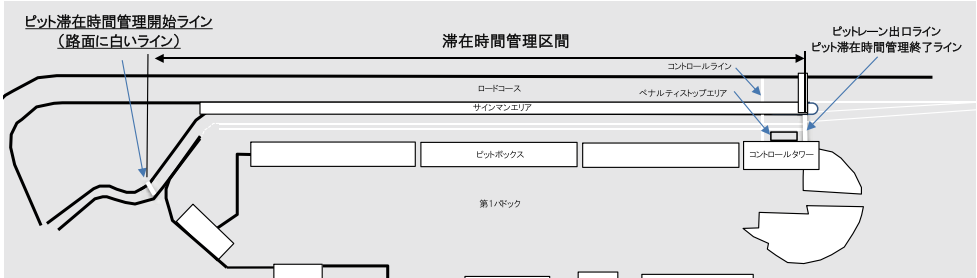 ピット滞在時間管理開始ライン
（路面に白いライン）
滞在時間管理区間
ピットレーン出口ライン
ピット滞在時間管理終了ライン
コントロールライン
ロードコース
ペナルティストップエリア
サインマンエリア
ピットボックス
コントロールタワー
第1パドック